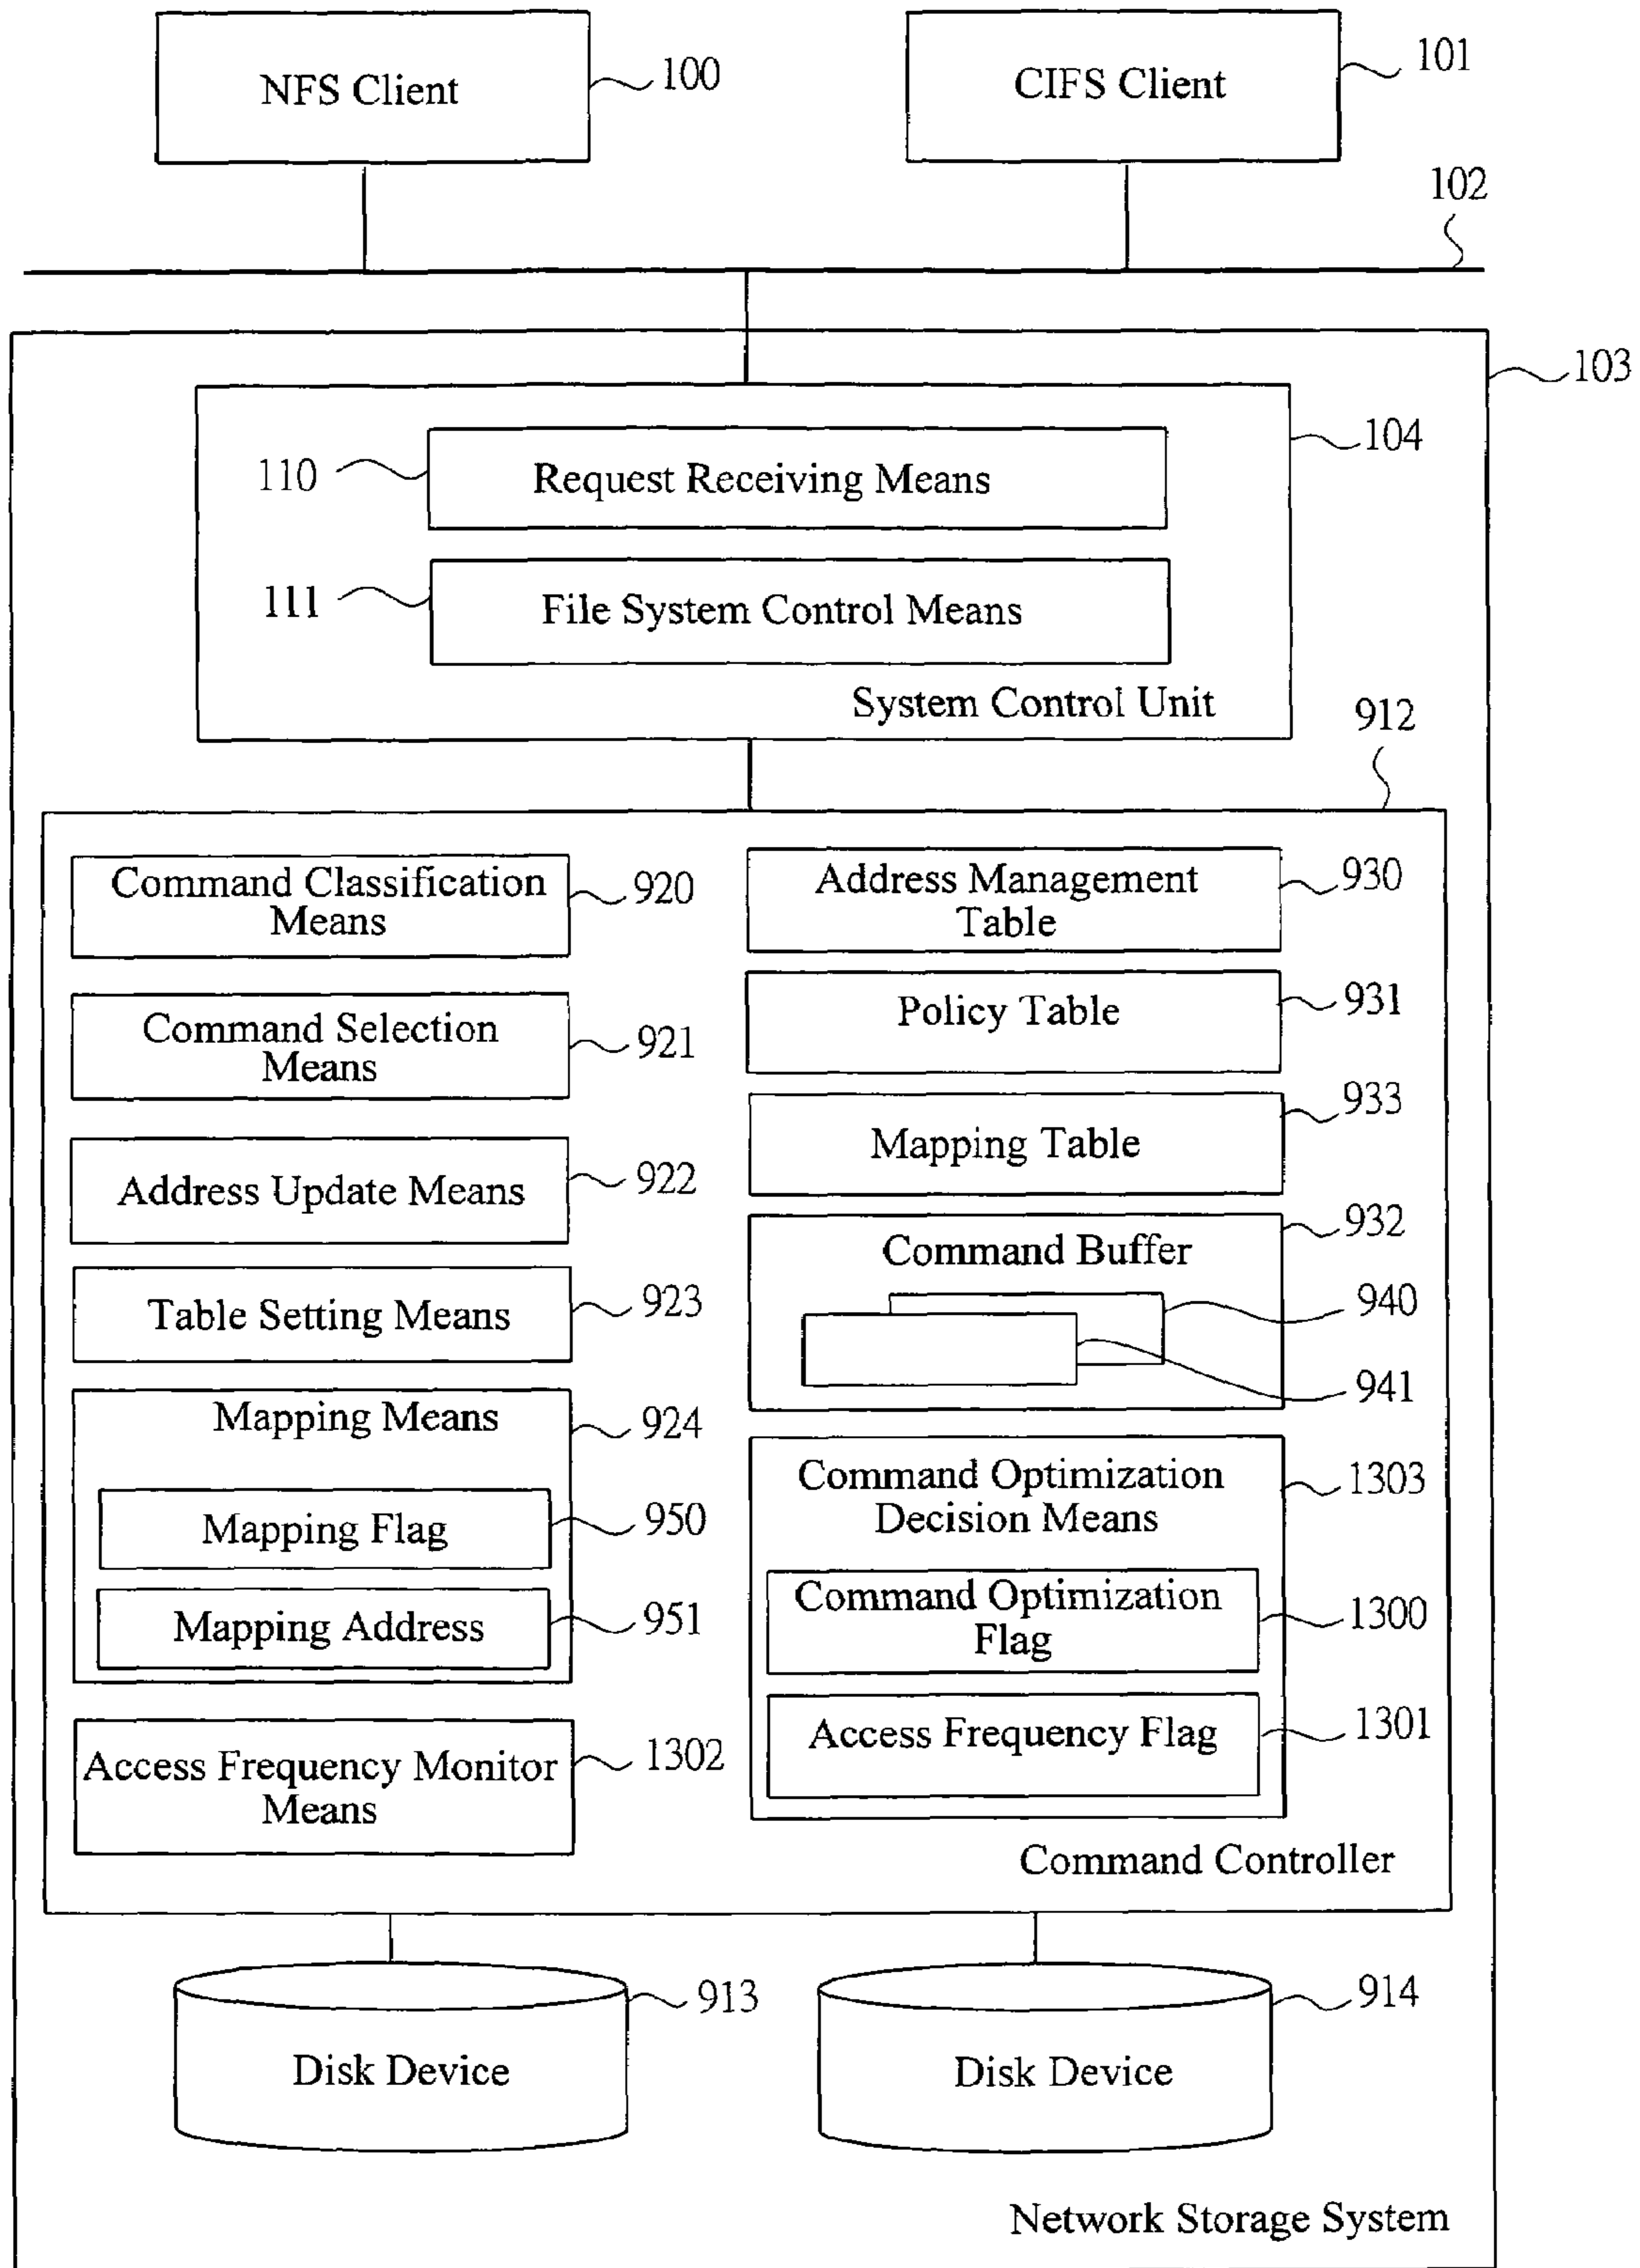 NFS Client
100
CIFS Client
101
102
103
104
110
Request Receiving Means
111
File System Control Means
System Control Unit
912
Command Classification
Means
920
Address Management
Table
930
Command Selection
Means
921
Policy Table
931
Address Update Means
922
Mapping Table
933
Table Setting Means
923
Command Buffer
932
940
941
Mapping Means
924
Mapping Flag
950
Mapping Address
951
Command Optimization
Decision Means
1303
Command Optimization
Flag
1300
Access Frequency Flag
1301
Access Frequency Monitor
Means
1302
Command Controller
Disk Device
913
Disk Device
914
Network Storage System